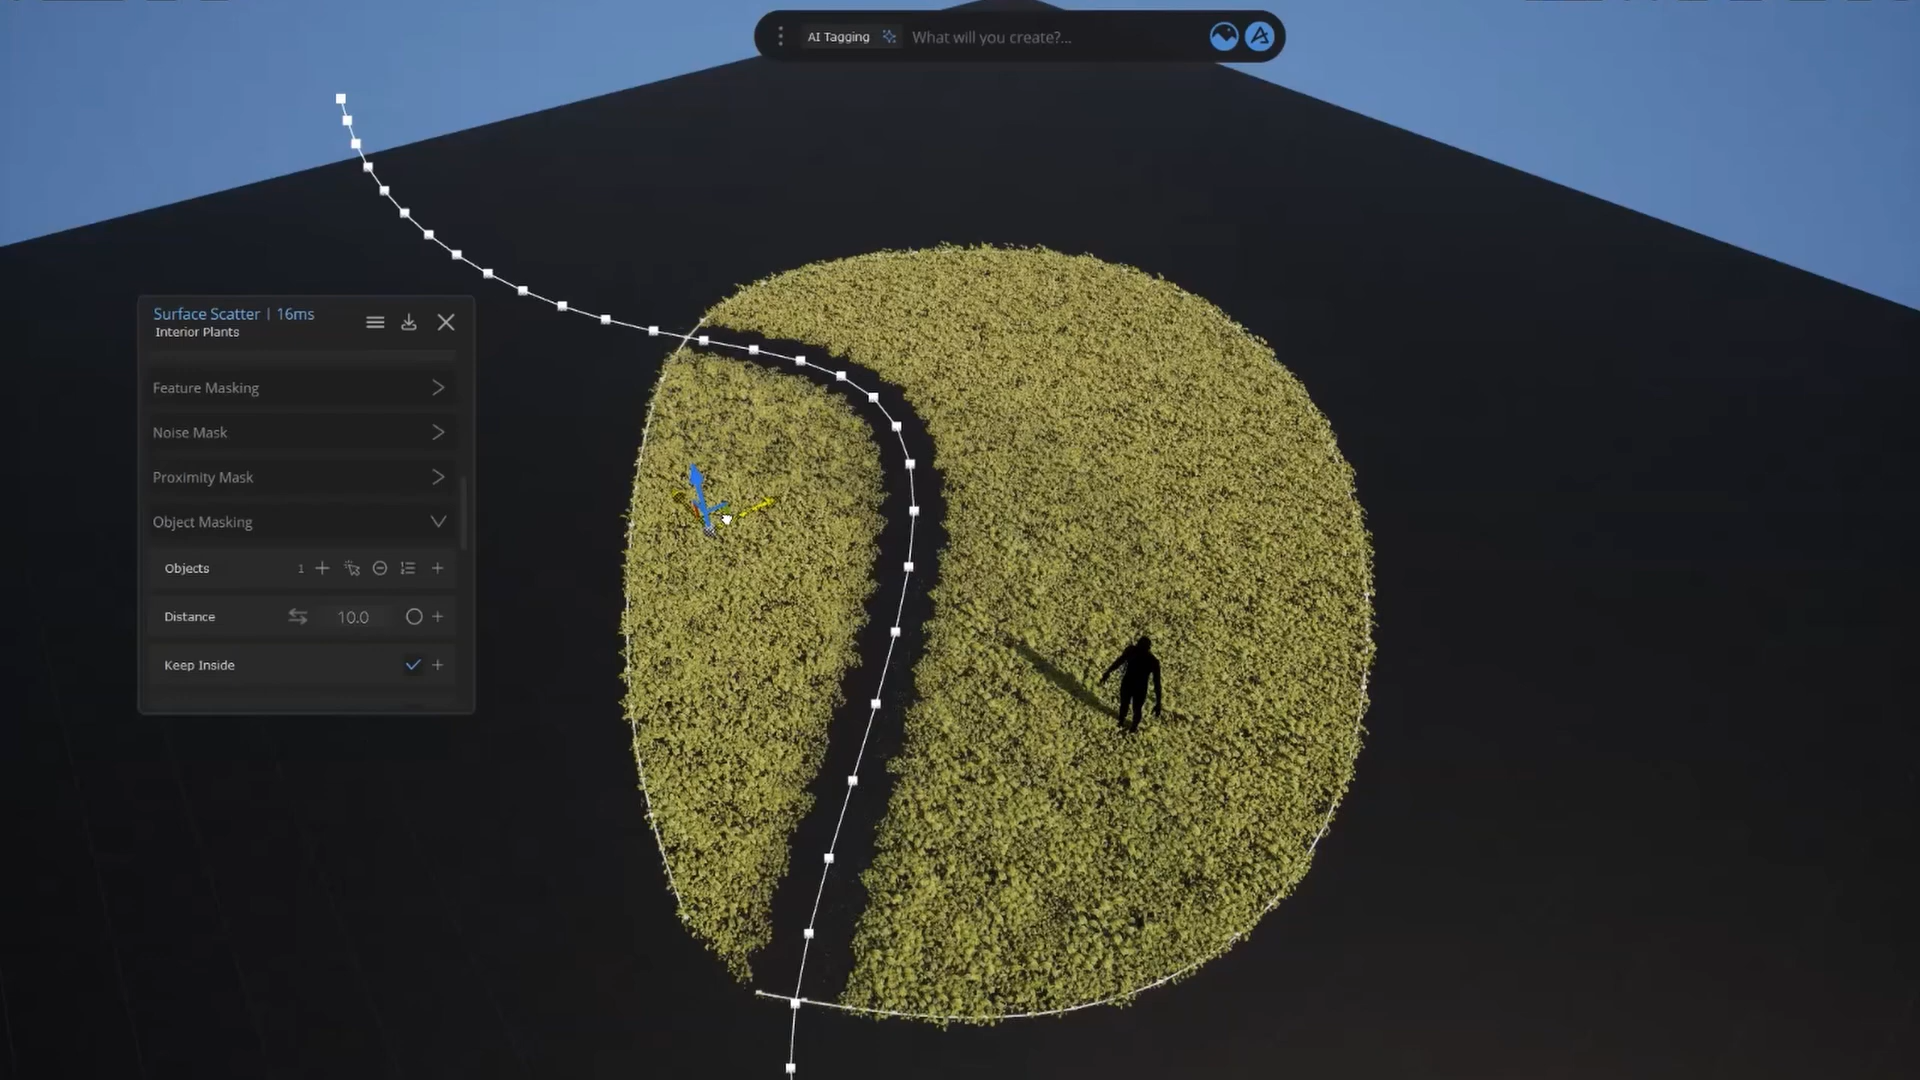 AI Tagging What will you create?...
Surface Scatter | 16ms
Interior Plants
Feature Masking
Noise Mask
Proximity Mask
Object Masking
Objects 1
Distance 10.0
Keep Inside